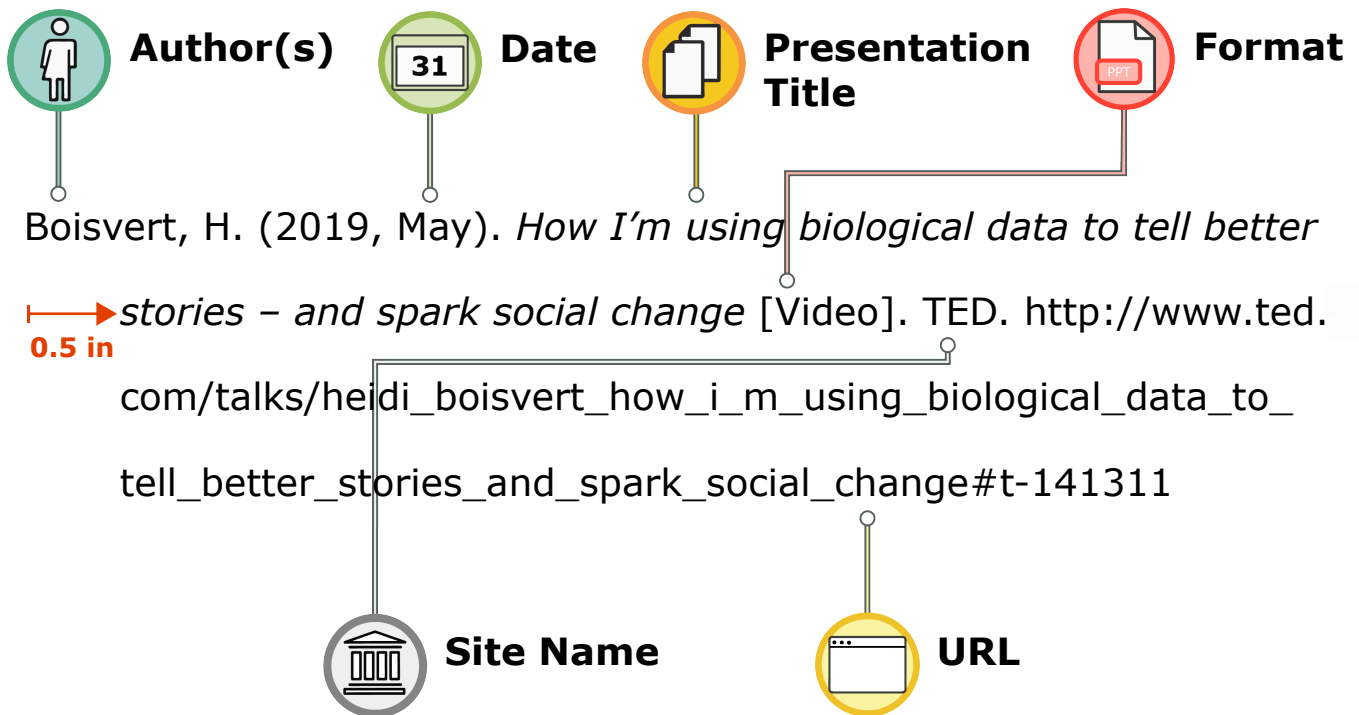 Author(s)
31
Date
Presentation
Title
PPT
Format
Boisvert, H. (2019, May). How I’m using biological data to tell better
stories – and spark social change [Video]. TED. http://www.ted.
0.5 in
com/talks/heidi_boisvert_how_i_m_using_biological_data_to_
tell_better_stories_and_spark_social_change#t-141311
Site Name
URL